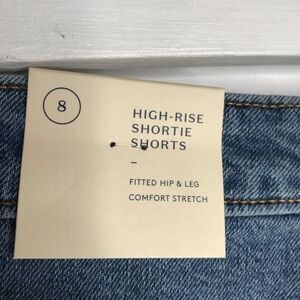 8
HIGH-RISE
SHORTIE
SHORTS
–
FITTED HIP & LEG
COMFORT STRETCH